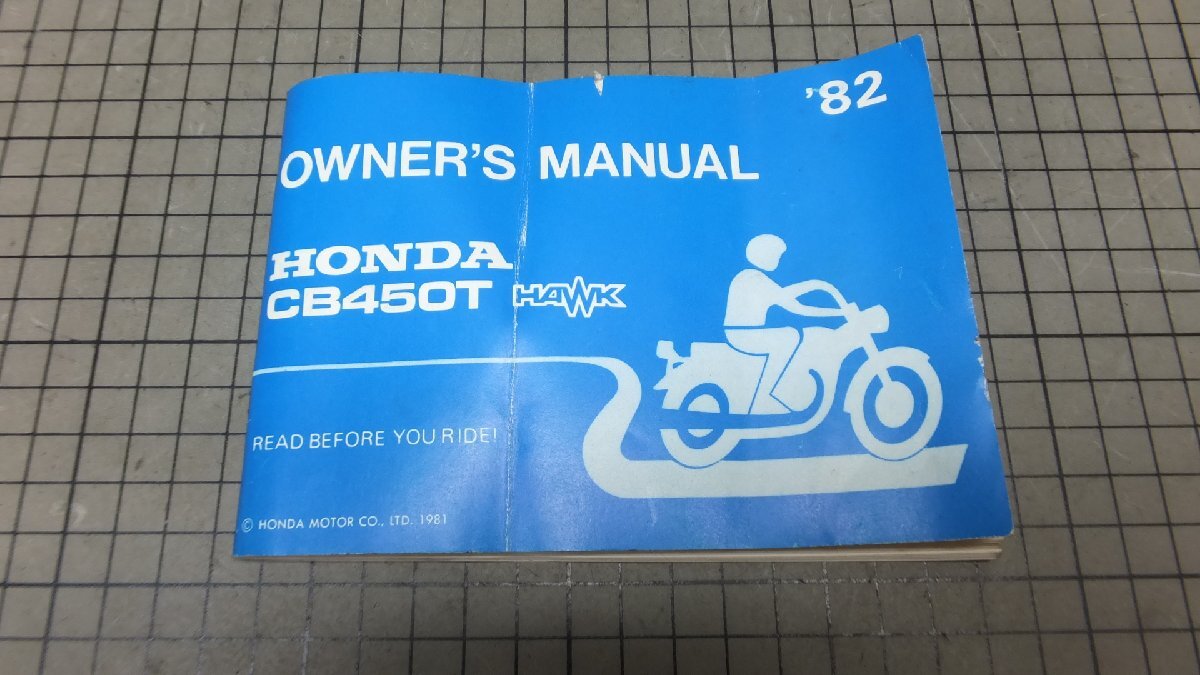 '82
OWNER'S MANUAL
HONDA
CB450T HAWK
READ BEFORE YOU RIDE!
© HONDA MOTOR CO., LTD. 1981